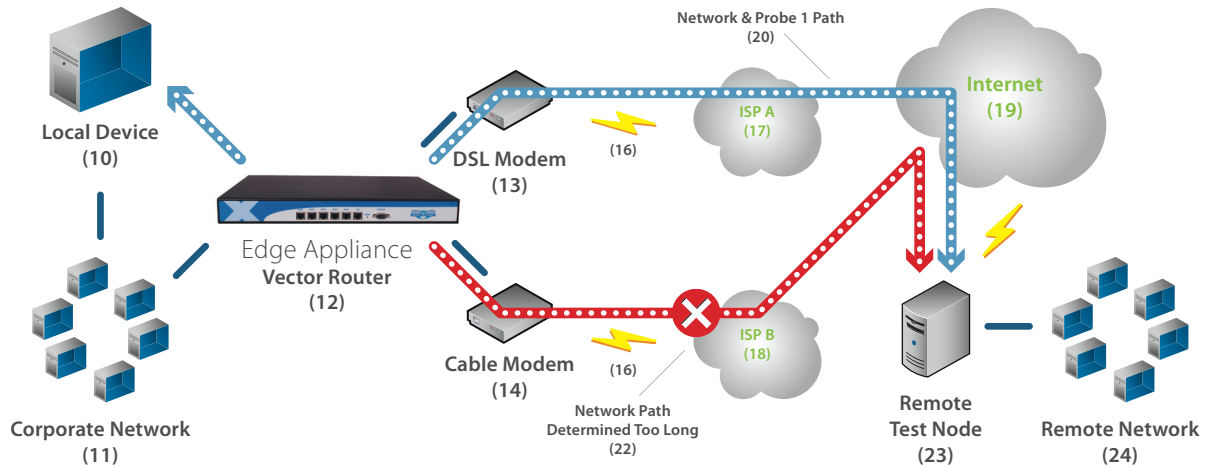 Network & Probe 1 Path
(20)
Internet
(19)
ISP A
(17)
(16)
Local Device
(10)
DSL Modem
(13)
X
Edge Appliance
Vector Router
(12)
ISP B
(18)
(16)
Cable Modem
(14)
Network Path
Determined Too Long
(22)
Corporate Network
(11)
Remote
Test Node
(23)
Remote Network
(24)